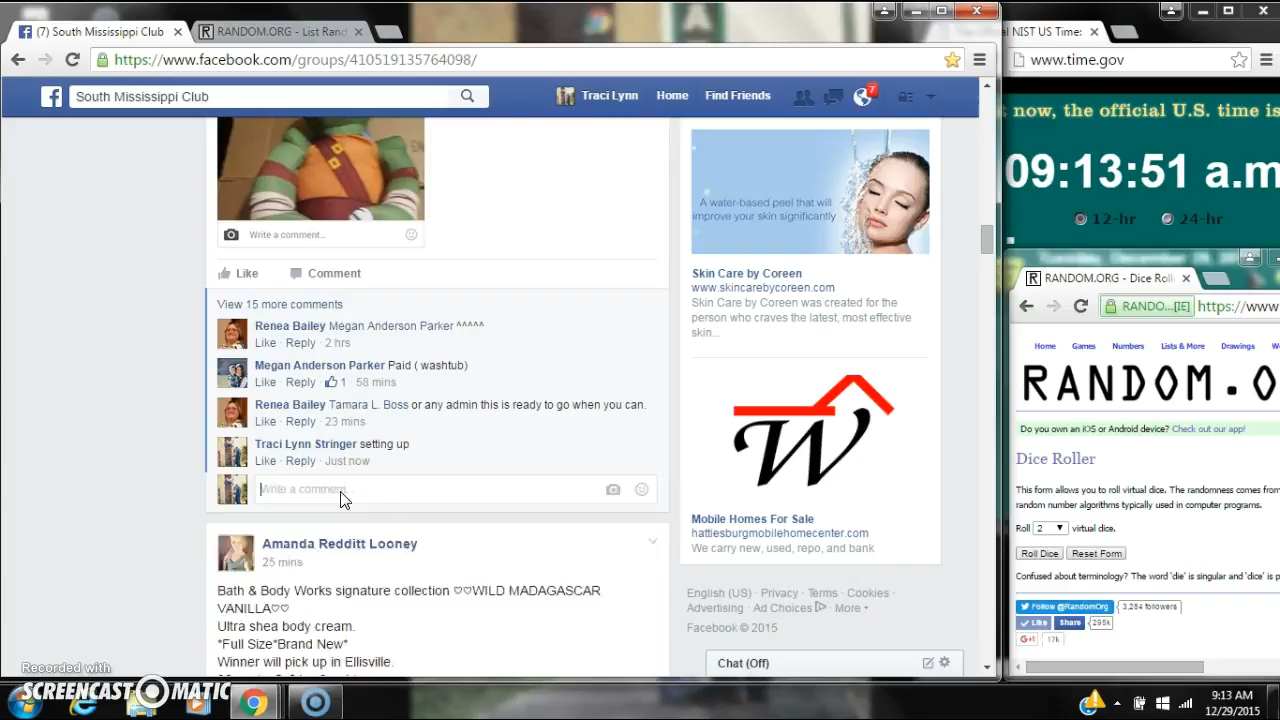 (7) South Mississippi Club
RANDOM.ORG - List Rand
https://www.facebook.com/groups/410519135764098/
South Mississippi Club
Traci Lynn
Home
Find Friends
7
Write a comment...
Like
Comment
View 15 more comments
Renea Bailey Megan Anderson Parker ^^^^^
Like · Reply · 2 hrs
Megan Anderson Parker Paid ( washtub)
Like · Reply · 1 · 58 mins
Renea Bailey Tamara L. Boss or any admin this is ready to go when you can.
Like · Reply · 23 mins
Traci Lynn Stringer setting up
Like · Reply · Just now
Write a comment...
Amanda Redditt Looney
25 mins
Bath & Body Works signature collection ♡♡WILD MADAGASCAR
VANILLA♡♡
Ultra shea body cream.
*Full Size*Brand New*
Winner will pick up in Ellisville.
A water-based peel that will
improve your skin significantly
Skin Care by Coreen
www.skincarebycoreen.com
Skin Care by Coreen was created for the
person who craves the latest, most effective
skin...
W
Mobile Homes For Sale
hattiesburgmobilehomecenter.com
We carry new, used, repo, and bank
English (US) · Privacy · Terms · Cookies ·
Advertising · Ad Choices · More
Facebook © 2015
Chat (Off)
NIST US Time:
www.time.gov
now, the official U.S. time is
09:13:51 a.m
12-hr
24-hr
RANDOM.ORG - Dice Roll
RANDO...[IE]
https://www
Home
Games
Numbers
Lists & More
Drawings
RANDOM.O
Do you own an iOS or Android device? Check out our app!
Dice Roller
This form allows you to roll virtual dice. The randomness comes from
random number algorithms typically used in computer programs.
Roll 2 virtual dice.
Roll Dice
Reset Form
Confused about terminology? The word 'die' is singular and 'dice' is p
Follow @RandomOrg
3,284 followers
Like
Share
298k
G+1
17k
Recorded with
SCREENCAST-O-MATIC
9:13 AM
12/29/2015